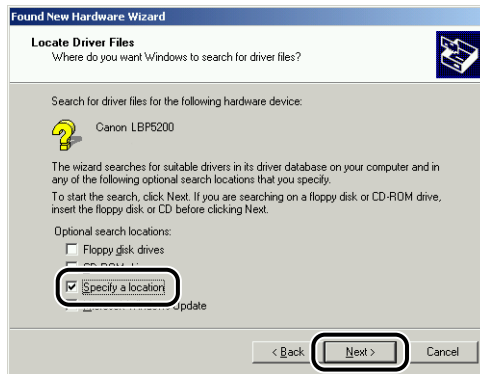 Found New Hardware Wizard
Locate Driver Files
Where do you want Windows to search for driver files?
Search for driver files for the following hardware device:
Canon LBP5200
The wizard searches for suitable drivers in its driver database on your computer and in
any of the following optional search locations that you specify.
To start the search, click Next. If you are searching on a floppy disk or CD-ROM drive,
insert the floppy disk or CD before clicking Next.
Optional search locations:
Floppy disk drives
Specify a location
Update
< Back
Next >
Cancel